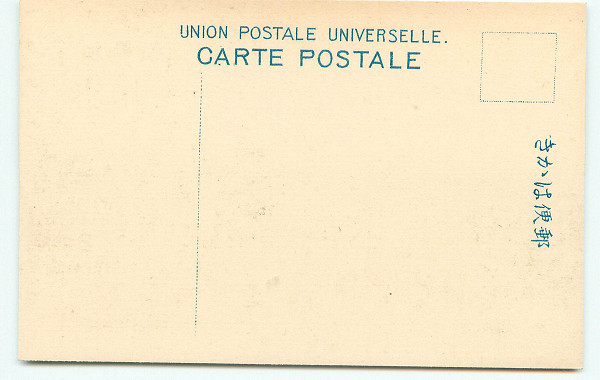 UNION POSTALE UNIVERSELLE.
CARTE POSTALE
郵便はかき